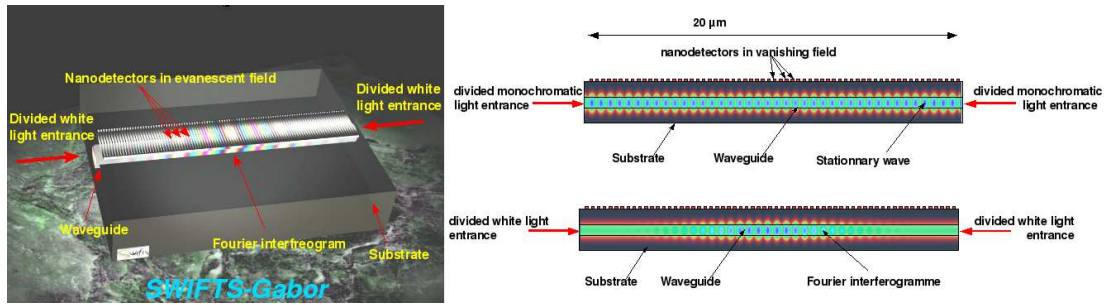 Nanodetectors in evanescent field
Divided white
light entrance
Divided white
light entrance
Waveguide
Fourier interfreogram
Substrate
SWIFTS-Gabor
20 µm
nanodetectors in vanishing field
divided monochromatic
light entrance
divided monochromatic
light entrance
Substrate
Waveguide
Stationnary wave
divided white light
entrance
divided white light
entrance
Substrate
Waveguide
Fourier interferogramme